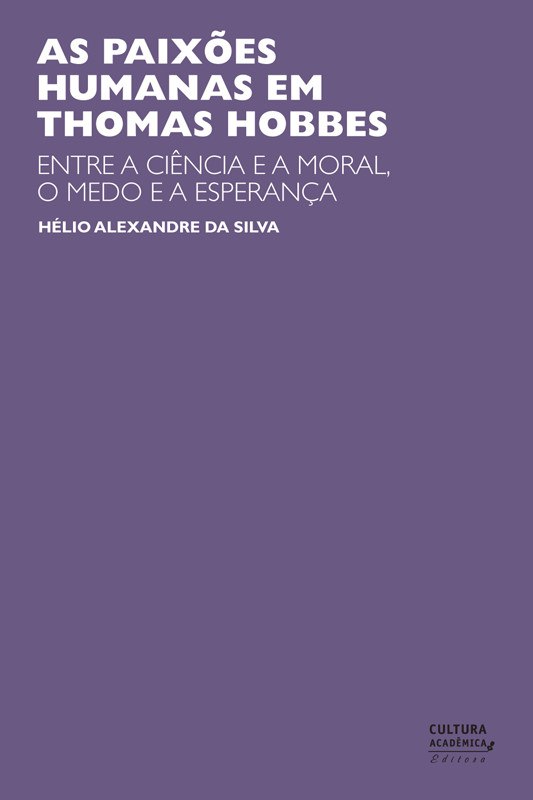 AS PAIXÕES
HUMANAS EM
THOMAS HOBBES
ENTRE A CIÊNCIA E A MORAL,
O MEDO E A ESPERANÇA
HÉLIO ALEXANDRE DA SILVA
CULTURA
ACADÊMICA
Editora